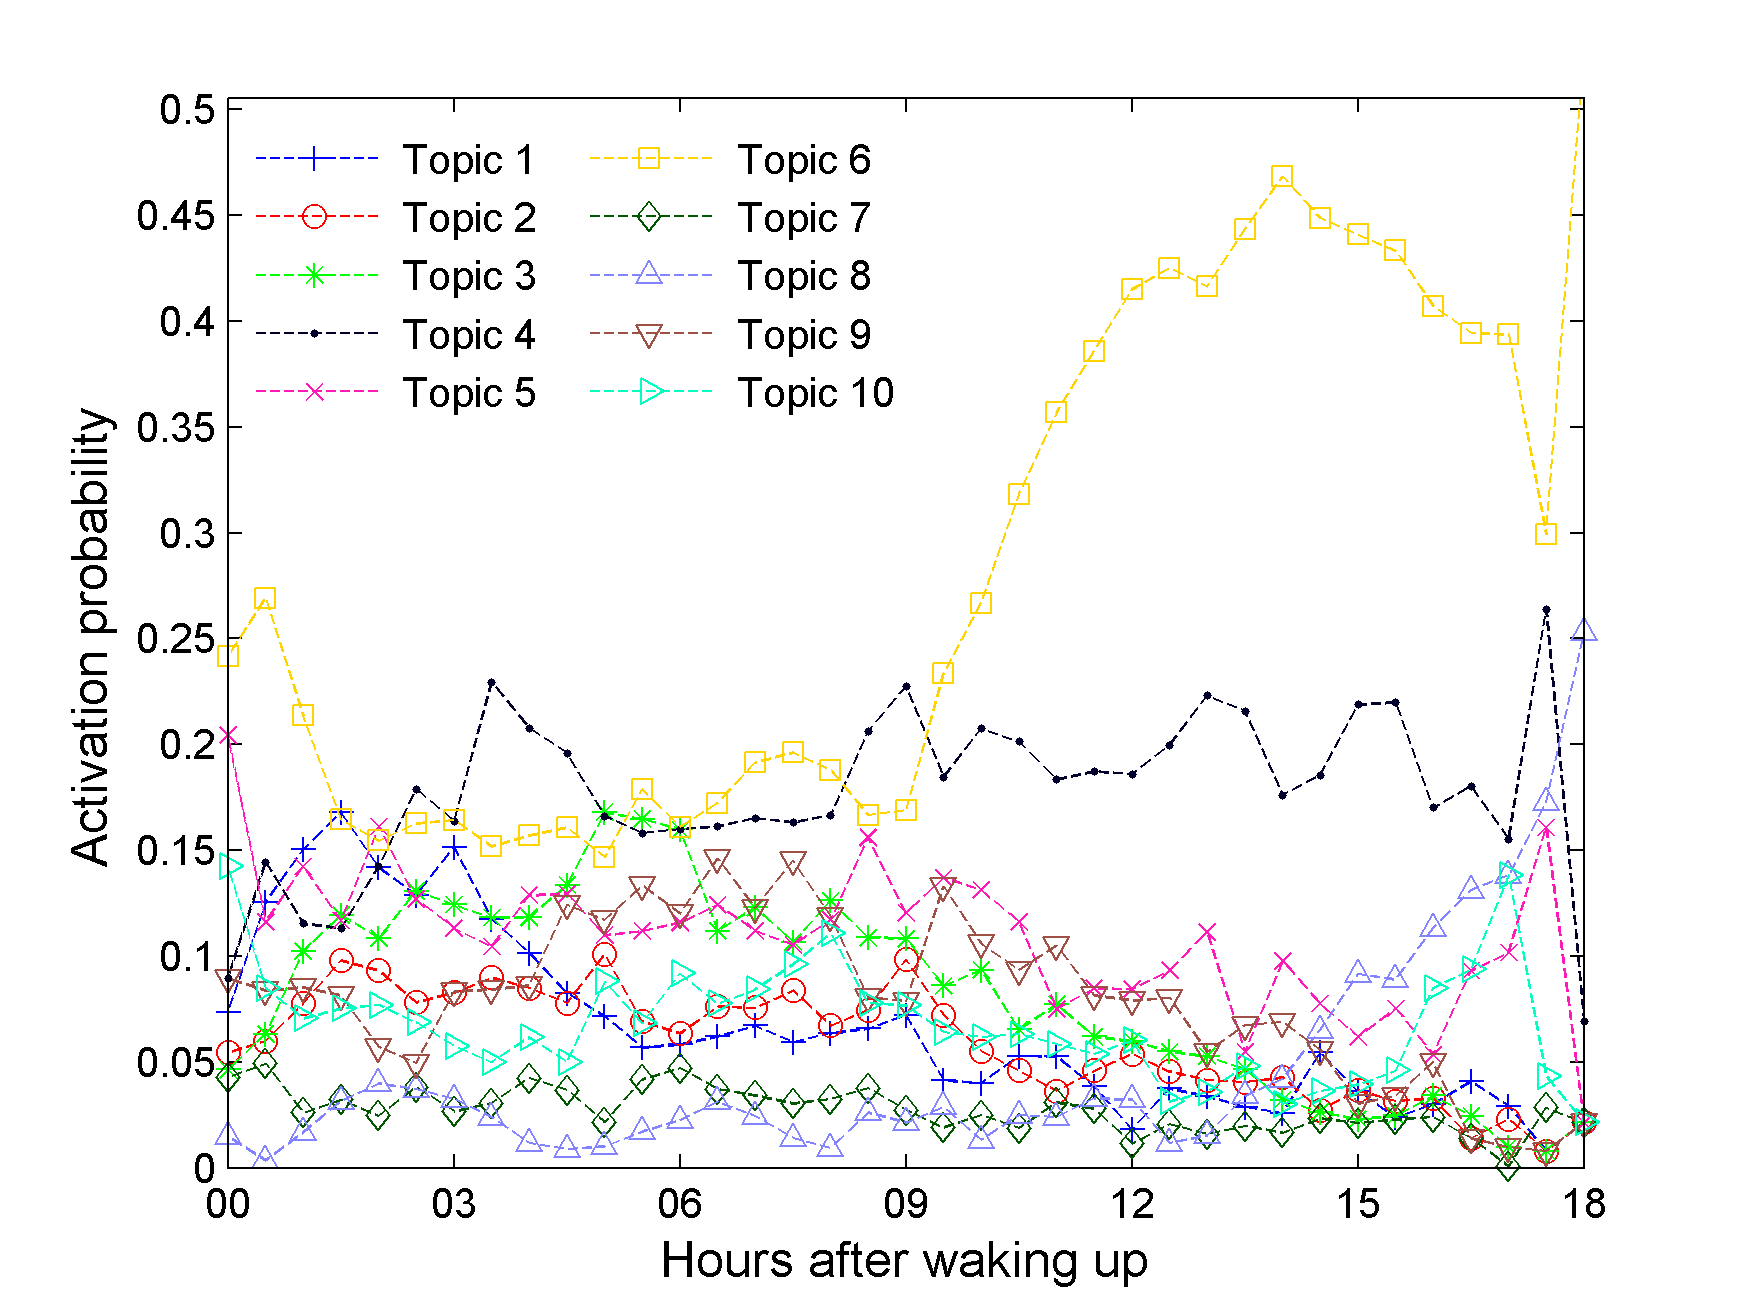 0.5
0.45
0.4
0.35
0.3
0.25
0.2
0.15
0.1
0.05
0
Activation probability
Topic 1
Topic 2
Topic 3
Topic 4
Topic 5
Topic 6
Topic 7
Topic 8
Topic 9
Topic 10
00 03 06 09 12 15 18
Hours after waking up